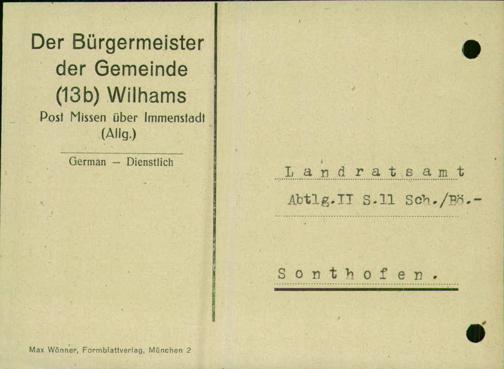 Der Bürgermeister
der Gemeinde
(13b) Wilhams
Post Missen über Immenstadt
(Allg.)
German — Dienstlich
Landratsamt
Abtlg.II S.11 Sch./Bö.-
Sonthofen.
Max Wönner, Formblattverlag, München 2